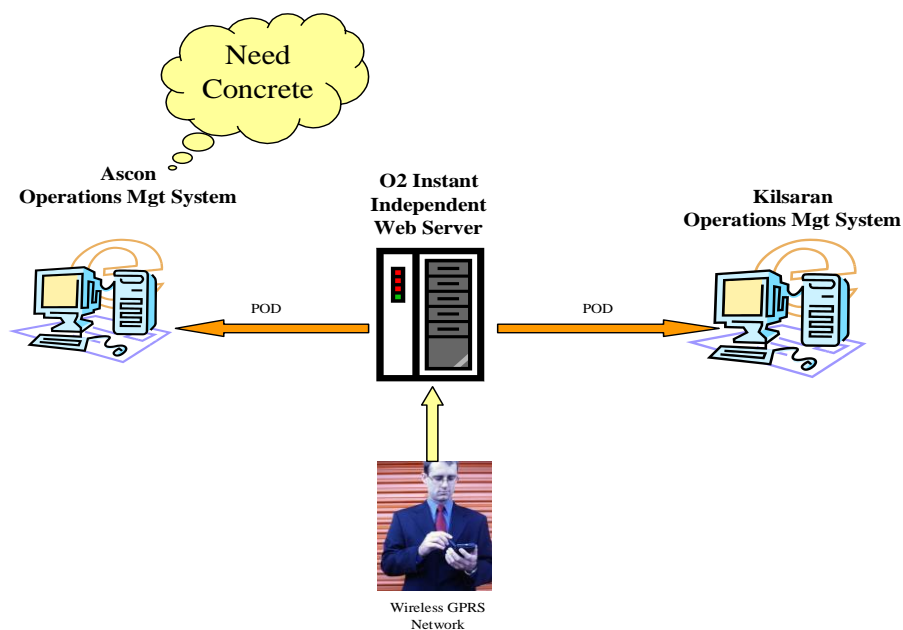 Need
Concrete
Ascon
Operations Mgt System
O2 Instant
Independent
Web Server
Kilsaran
Operations Mgt System
POD
POD
Wireless GPRS
Network